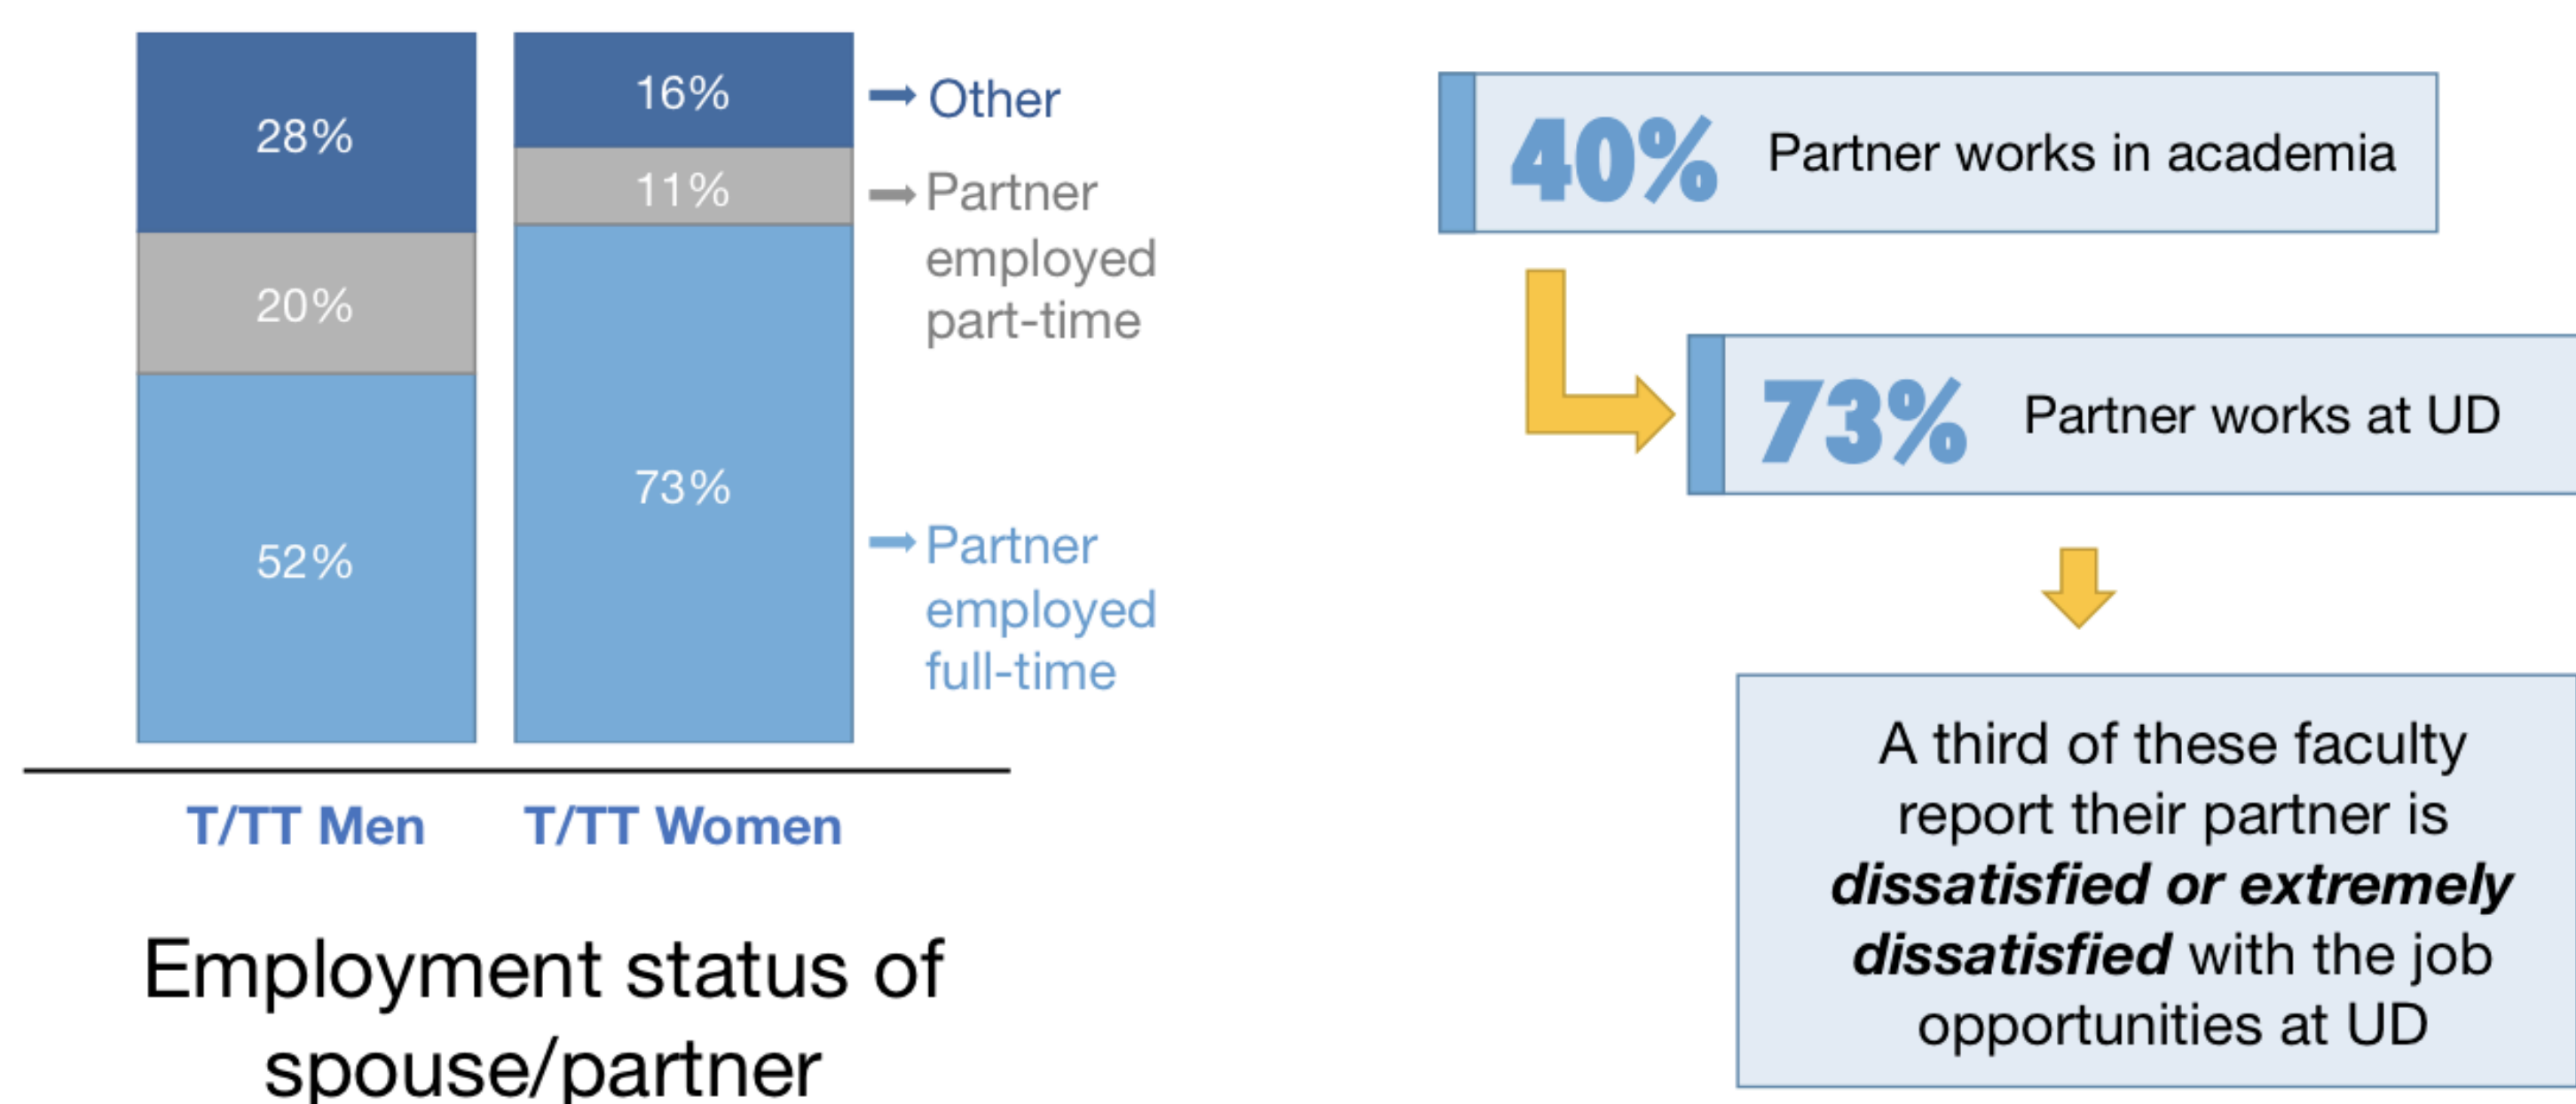 28%
20%
52%
16%
11%
73%
Other
Partner
employed
part-time
Partner
employed
full-time
T/TT Men
T/TT Women
Employment status of
spouse/partner
40% Partner works in academia
73% Partner works at UD
A third of these faculty
report their partner is
dissatisfied or extremely
dissatisfied with the job
opportunities at UD